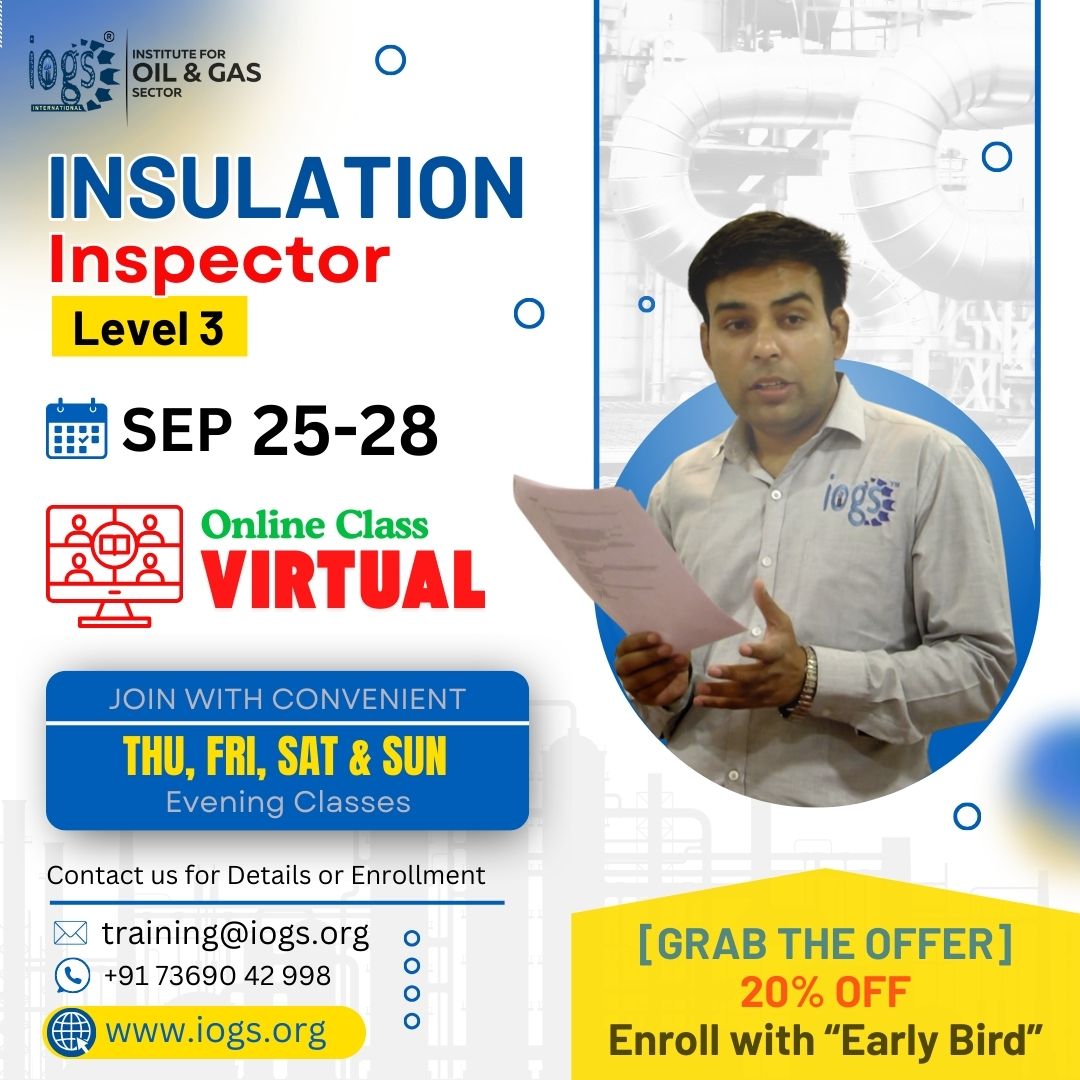 iogs®
INTERNATIONAL
INSTITUTE FOR
OIL & GAS
SECTOR
INSULATION
Inspector
Level 3
SEP 25-28
Online Class
VIRTUAL
JOIN WITH CONVENIENT
THU, FRI, SAT & SUN
Evening Classes
Contact us for Details or Enrollment
training@iogs.org
+91 73690 42 998
www.iogs.org
iogs™
[GRAB THE OFFER]
20% OFF
Enroll with “Early Bird”